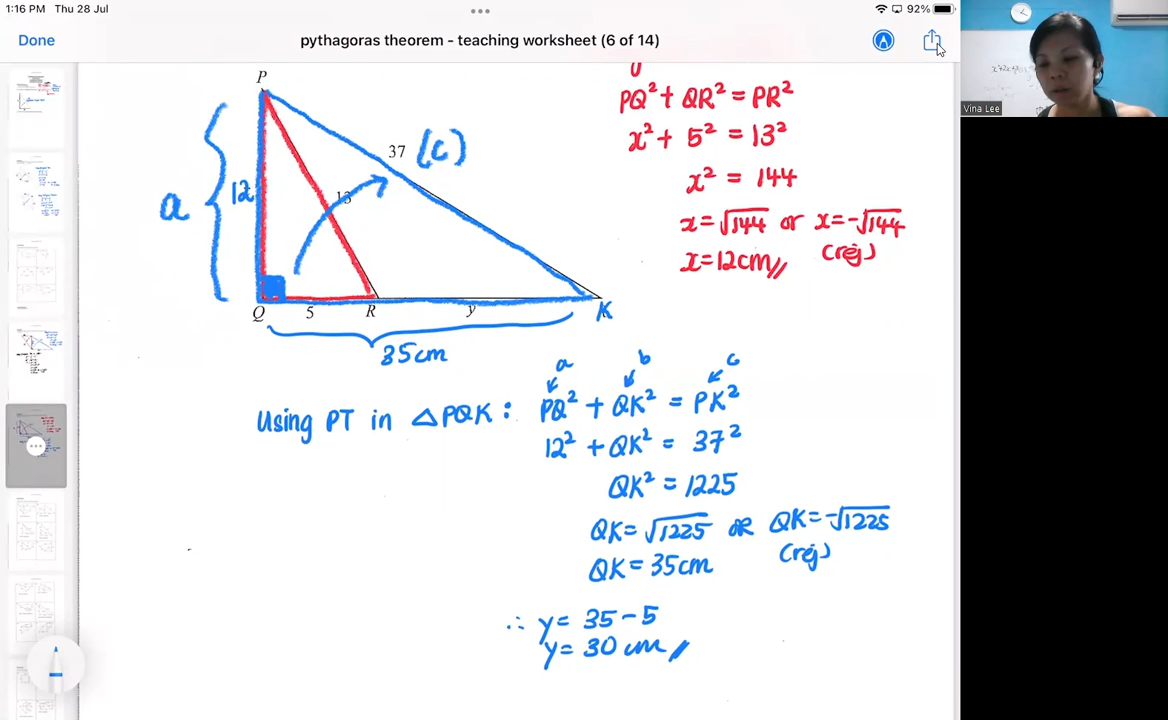 1:16 PM Thu 28 Jul
92%
Done
pythagoras theorem - teaching worksheet (6 of 14)
Vina Lee
P
37 (c)
a
12
13
Q 5 R y K
35cm
PQ² + QR² = PR²
x² + 5² = 13²
x² = 144
x = √144 or x = -√144
x = 12cm (rej)
a b c
Using PT in △PQK : PQ² + QK² = PK²
12² + QK² = 37²
QK² = 1225
QK = √1225 OR QK = -√1225
QK = 35cm (rej)
∴ y = 35 - 5
y = 30 cm